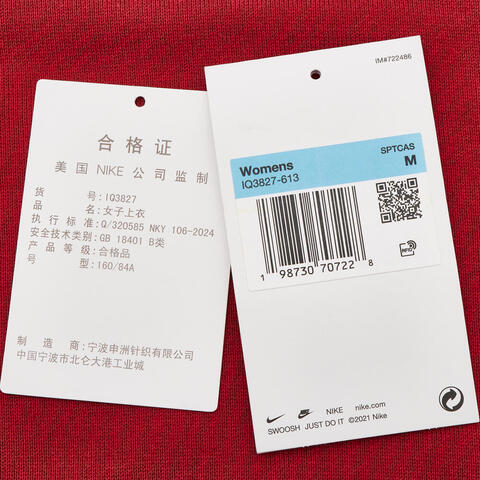 合格证
美国 NIKE 公司监制
货 号: IQ3827
品 名: 女子上衣
执行标准: Q/320585 NKY 106-2024
安全技术类别: GB 18401 B类
产品等级: 合格品
号 型: 160/84A
制造商: 宁波申洲针织有限公司
中国宁波市北仑大港工业城
IM#722486
SPTCAS
Womens M
IQ3827-613
RFID
1 98730 70722 8
NIKE nike.com
SWOOSH JUST DO IT ©2021 Nike